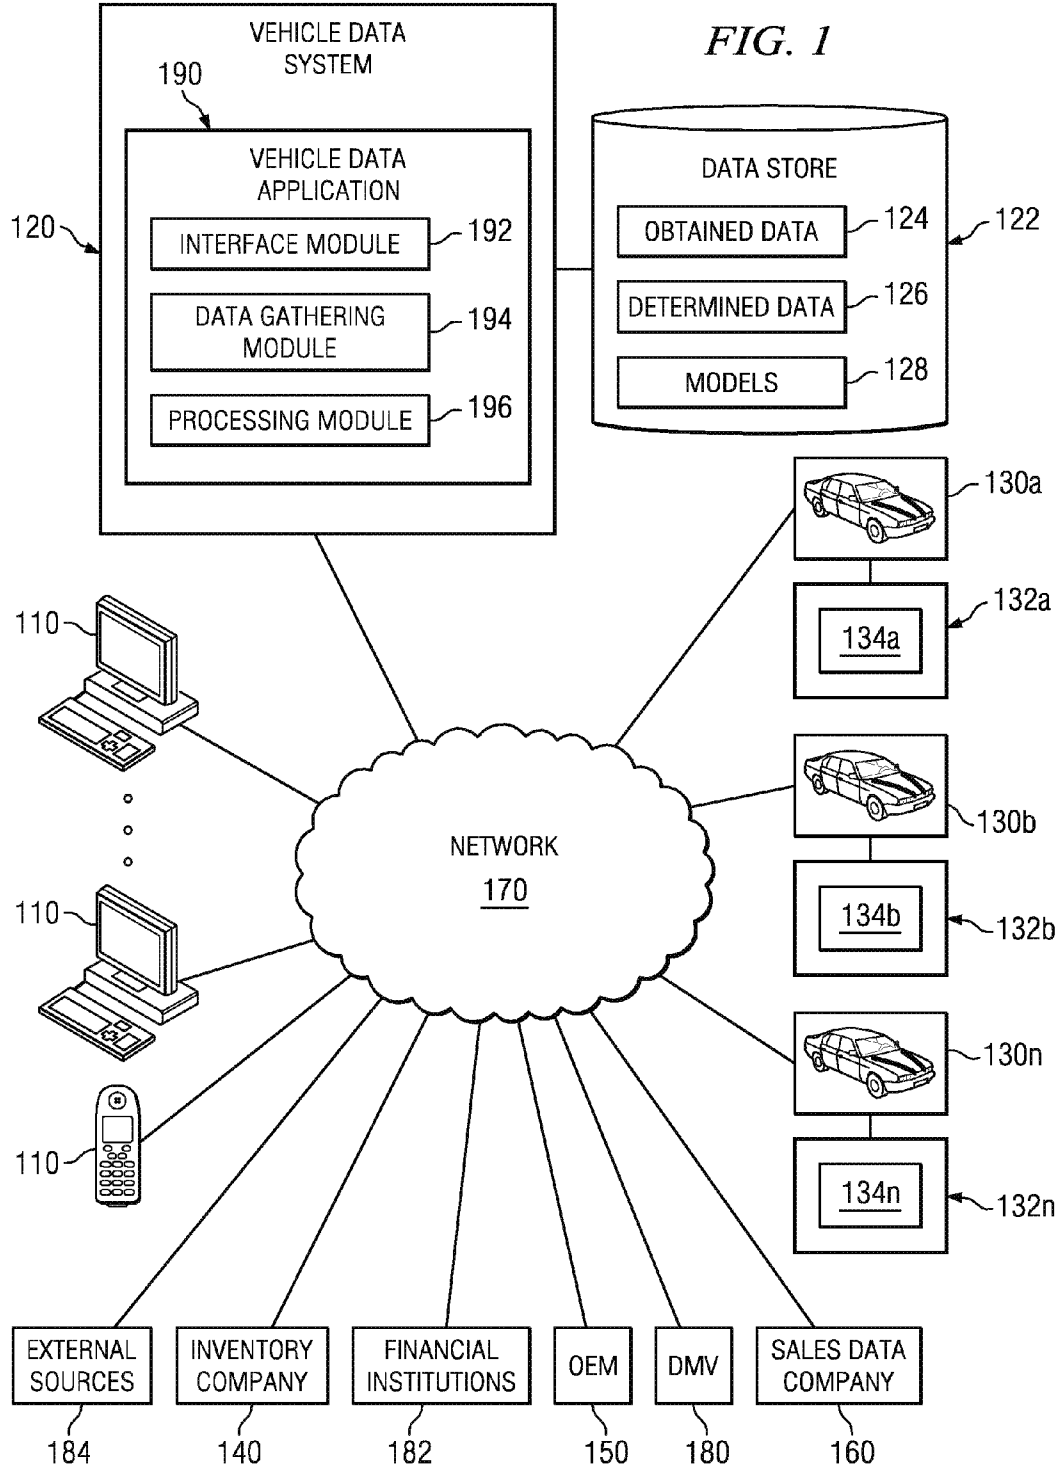 FIG. 1
VEHICLE DATA
SYSTEM
190
VEHICLE DATA
APPLICATION
120
INTERFACE MODULE
192
DATA GATHERING
MODULE
194
PROCESSING MODULE
196
DATA STORE
OBTAINED DATA
124
122
DETERMINED DATA
126
MODELS
128
130a
132a
134a
110
130b
NETWORK
170
110
134b
132b
130n
110
134n
132n
EXTERNAL
SOURCES
INVENTORY
COMPANY
FINANCIAL
INSTITUTIONS
OEM
DMV
SALES DATA
COMPANY
184
140
182
150
180
160